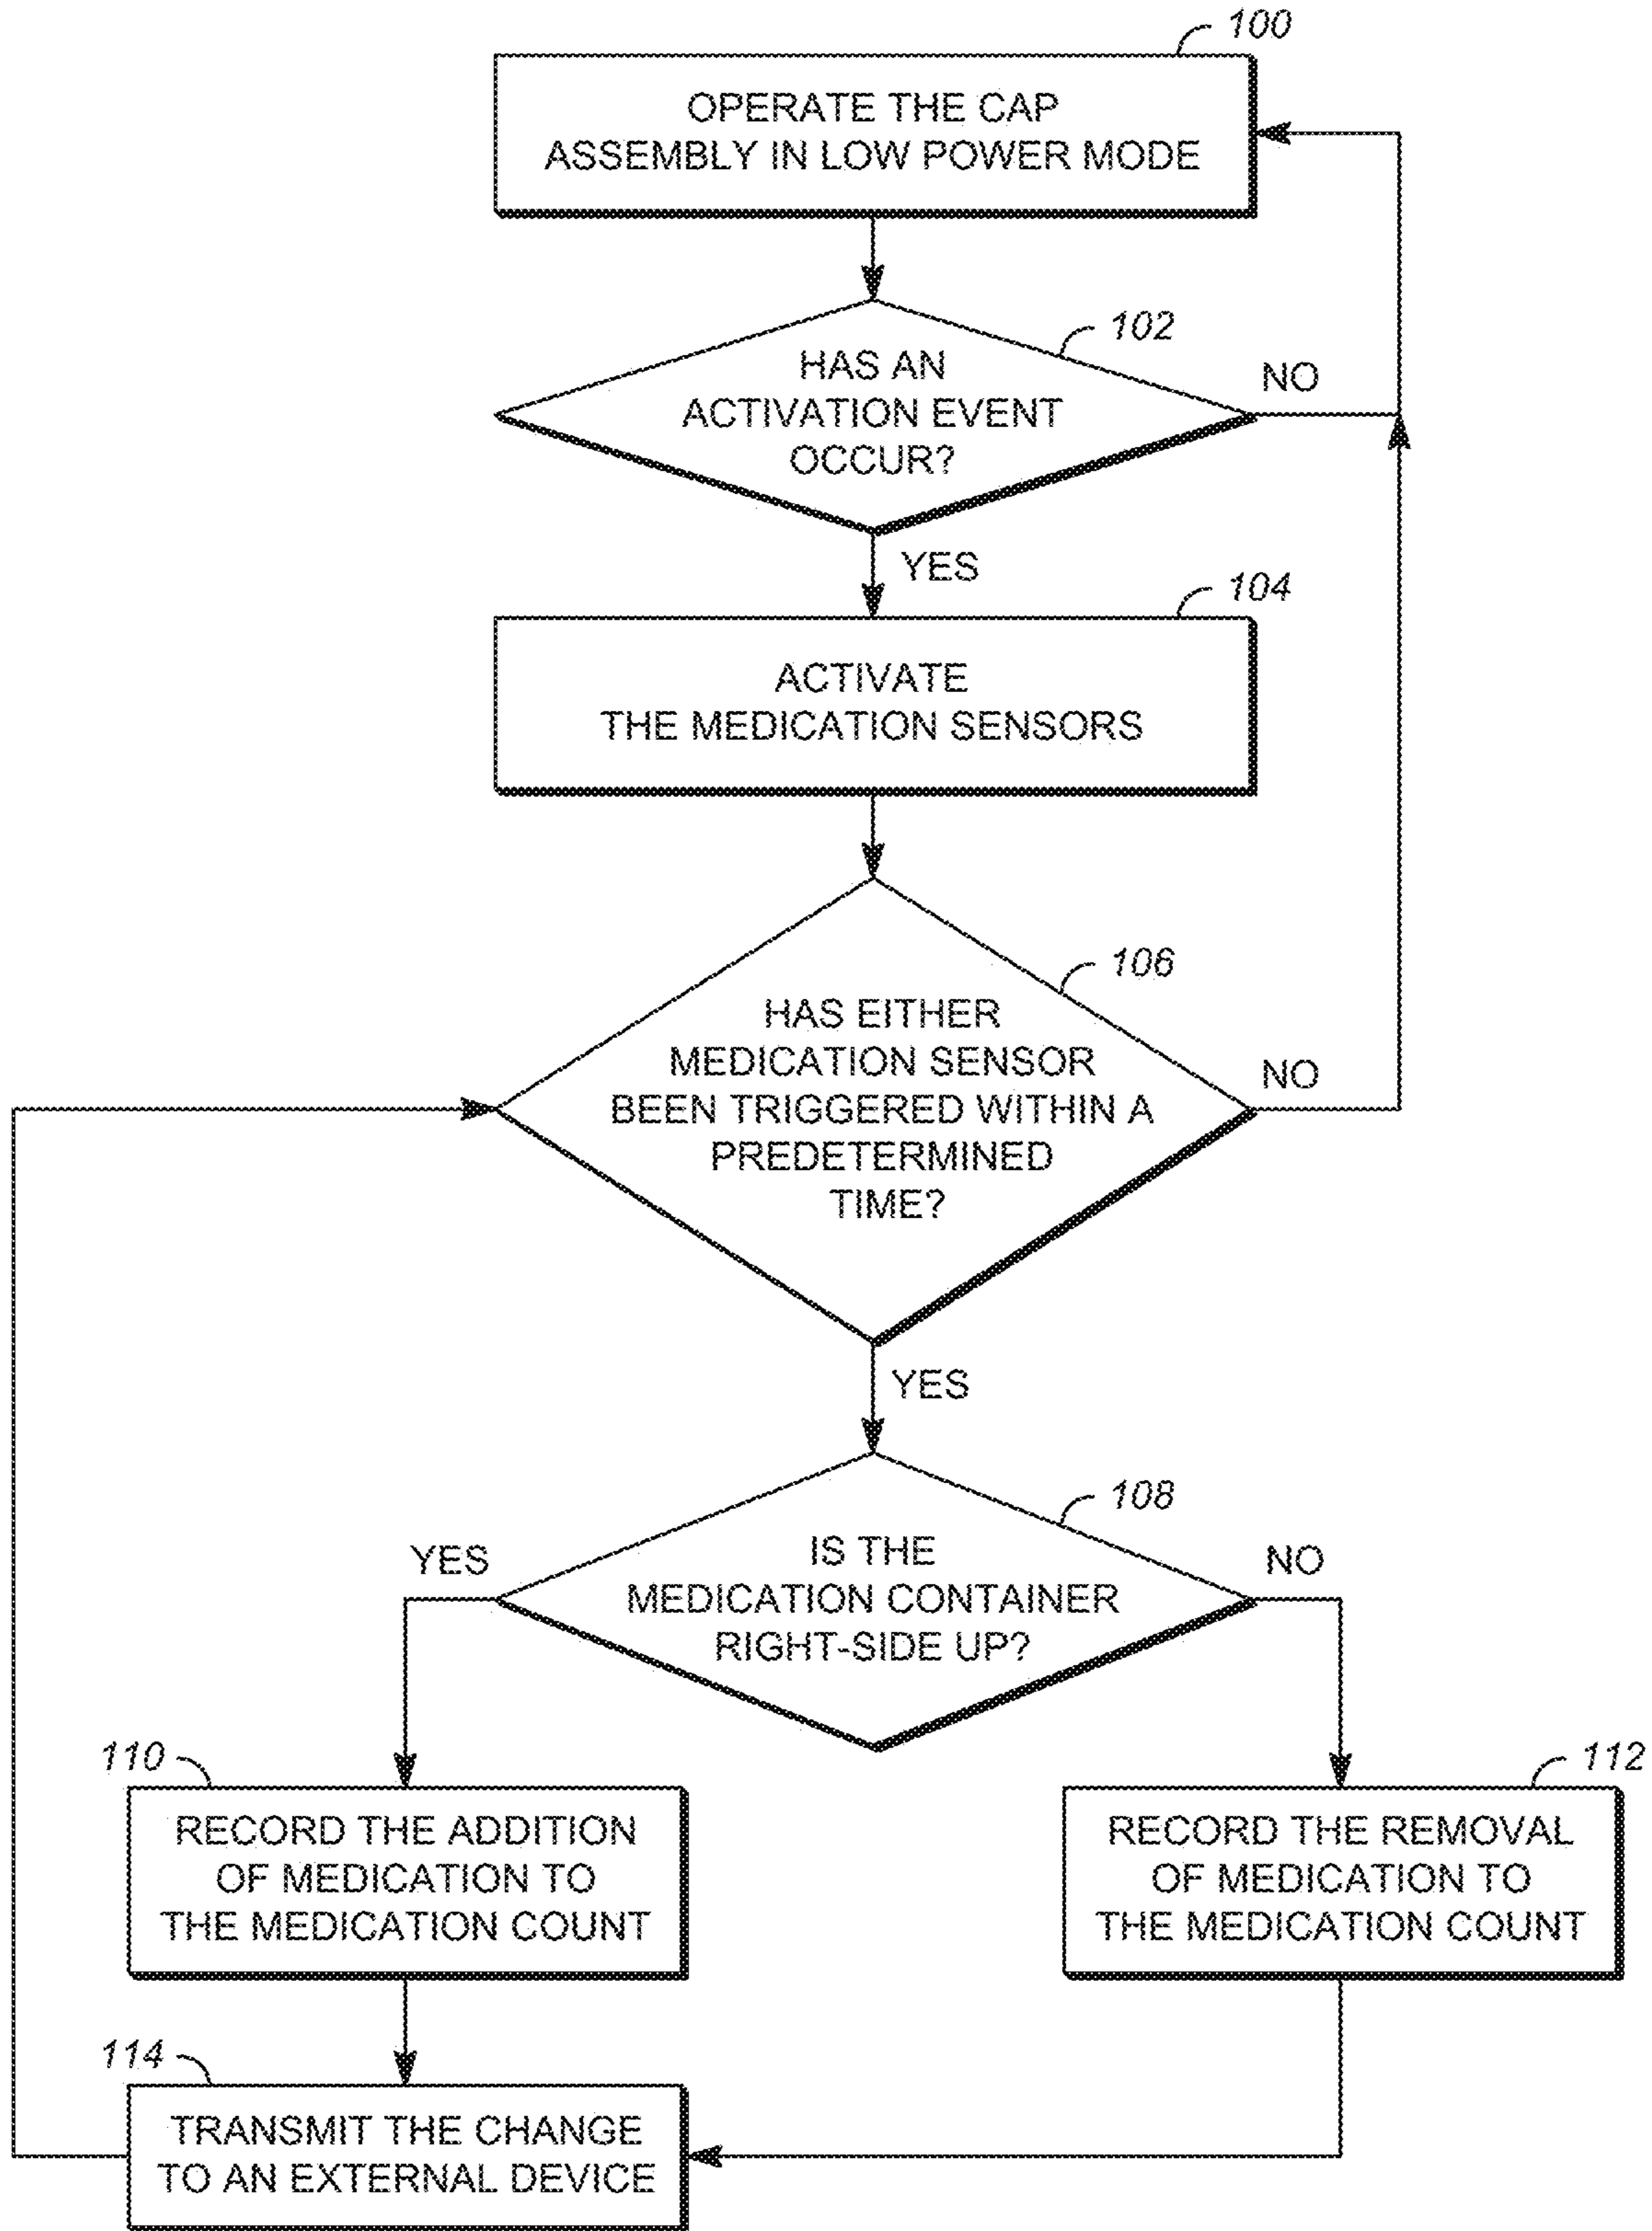 100
OPERATE THE CAP
ASSEMBLY IN LOW POWER MODE
102
HAS AN
ACTIVATION EVENT
OCCUR?
NO
YES
104
ACTIVATE
THE MEDICATION SENSORS
106
HAS EITHER
MEDICATION SENSOR
BEEN TRIGGERED WITHIN A
PREDETERMINED
TIME?
NO
YES
108
IS THE
MEDICATION CONTAINER
RIGHT-SIDE UP?
YES
NO
110
RECORD THE ADDITION
OF MEDICATION TO
THE MEDICATION COUNT
112
RECORD THE REMOVAL
OF MEDICATION TO
THE MEDICATION COUNT
114
TRANSMIT THE CHANGE
TO AN EXTERNAL DEVICE